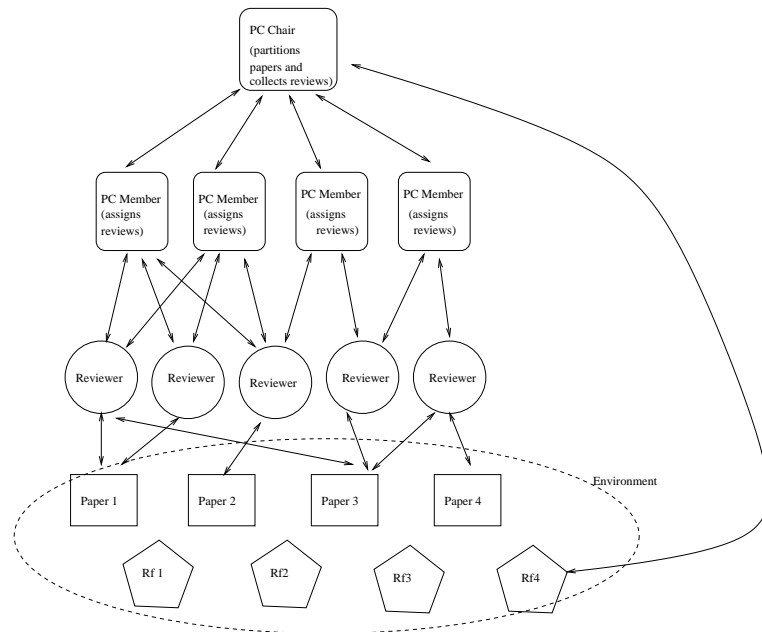 PC Chair
(partitions
papers and
collects reviews)
PC Member
(assigns
reviews)
PC Member
(assigns
reviews)
PC Member
(assigns
reviews)
PC Member
(assigns
reviews)
Reviewer
Reviewer
Reviewer
Reviewer
Reviewer
Environment
Paper 1
Paper 2
Paper 3
Paper 4
Rf 1
Rf2
Rf3
Rf4